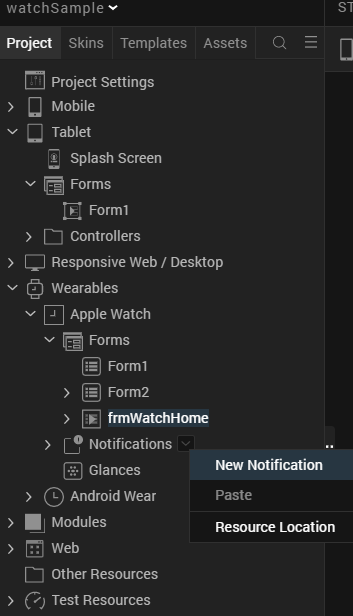 watchSample
ST
Project Skins Templates Assets
Project Settings
Mobile
Tablet
Splash Screen
Forms
Form1
Controllers
Responsive Web / Desktop
Wearables
Apple Watch
Forms
Form1
Form2
frmWatchHome
Notifications
New Notification
Glances
Paste
Android Wear
Modules
Resource Location
Web
Other Resources
Test Resources